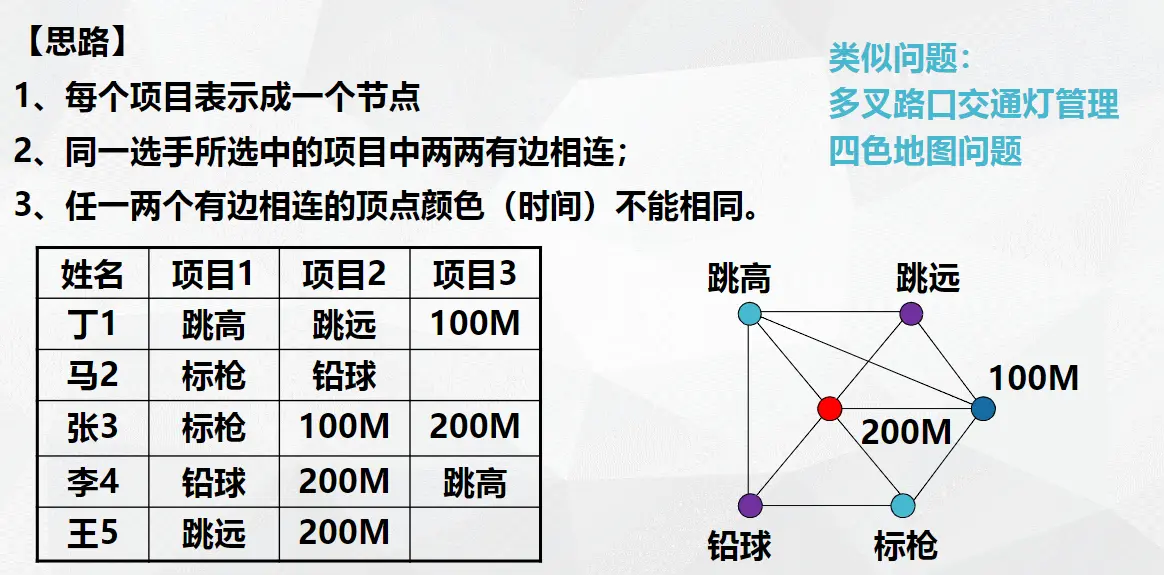 【思路】
1、每个项目表示成一个节点
2、同一选手所选中的项目中两两有边相连；
3、任一两个有边相连的顶点颜色（时间）不能相同。
类似问题：
多叉路口交通灯管理
四色地图问题
姓名 项目1 项目2 项目3
丁1 跳高 跳远 100M
马2 标枪 铅球
张3 标枪 100M 200M
李4 铅球 200M 跳高
王5 跳远 200M
跳高 跳远
100M
200M
铅球 标枪